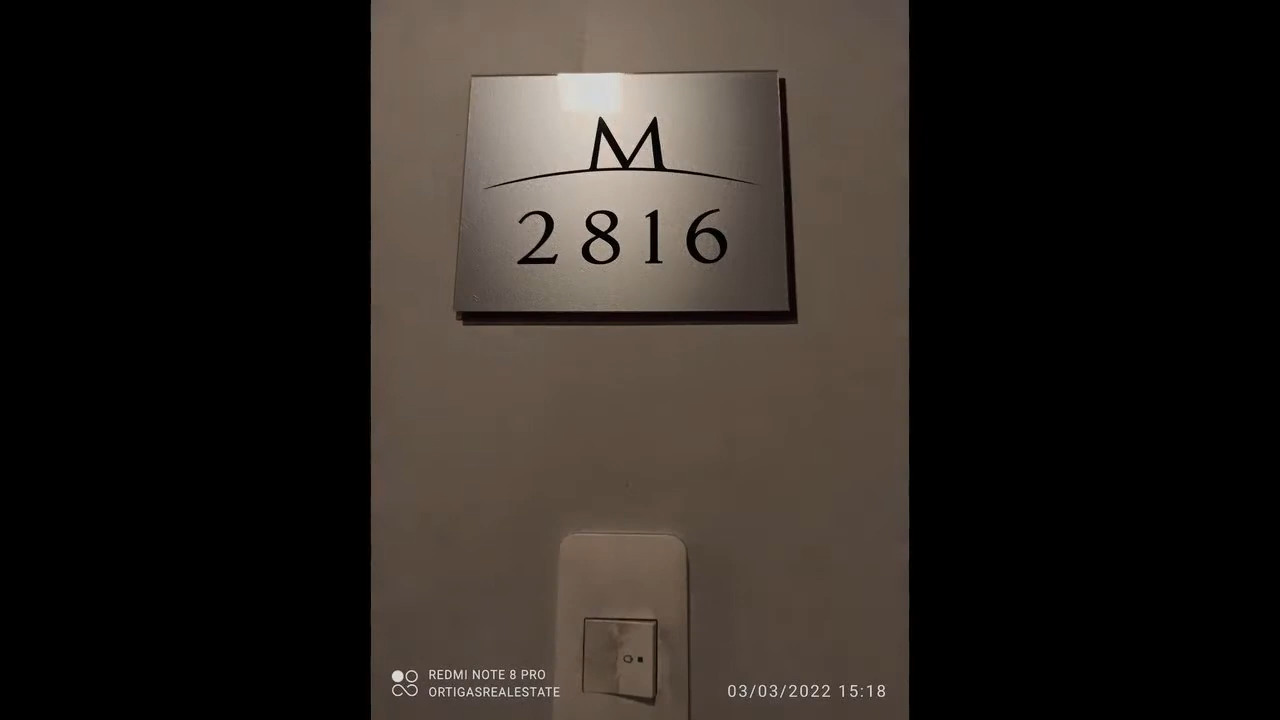 M
2816
REDMI NOTE 8 PRO
ORTIGASREALESTATE
03/03/2022 15:18